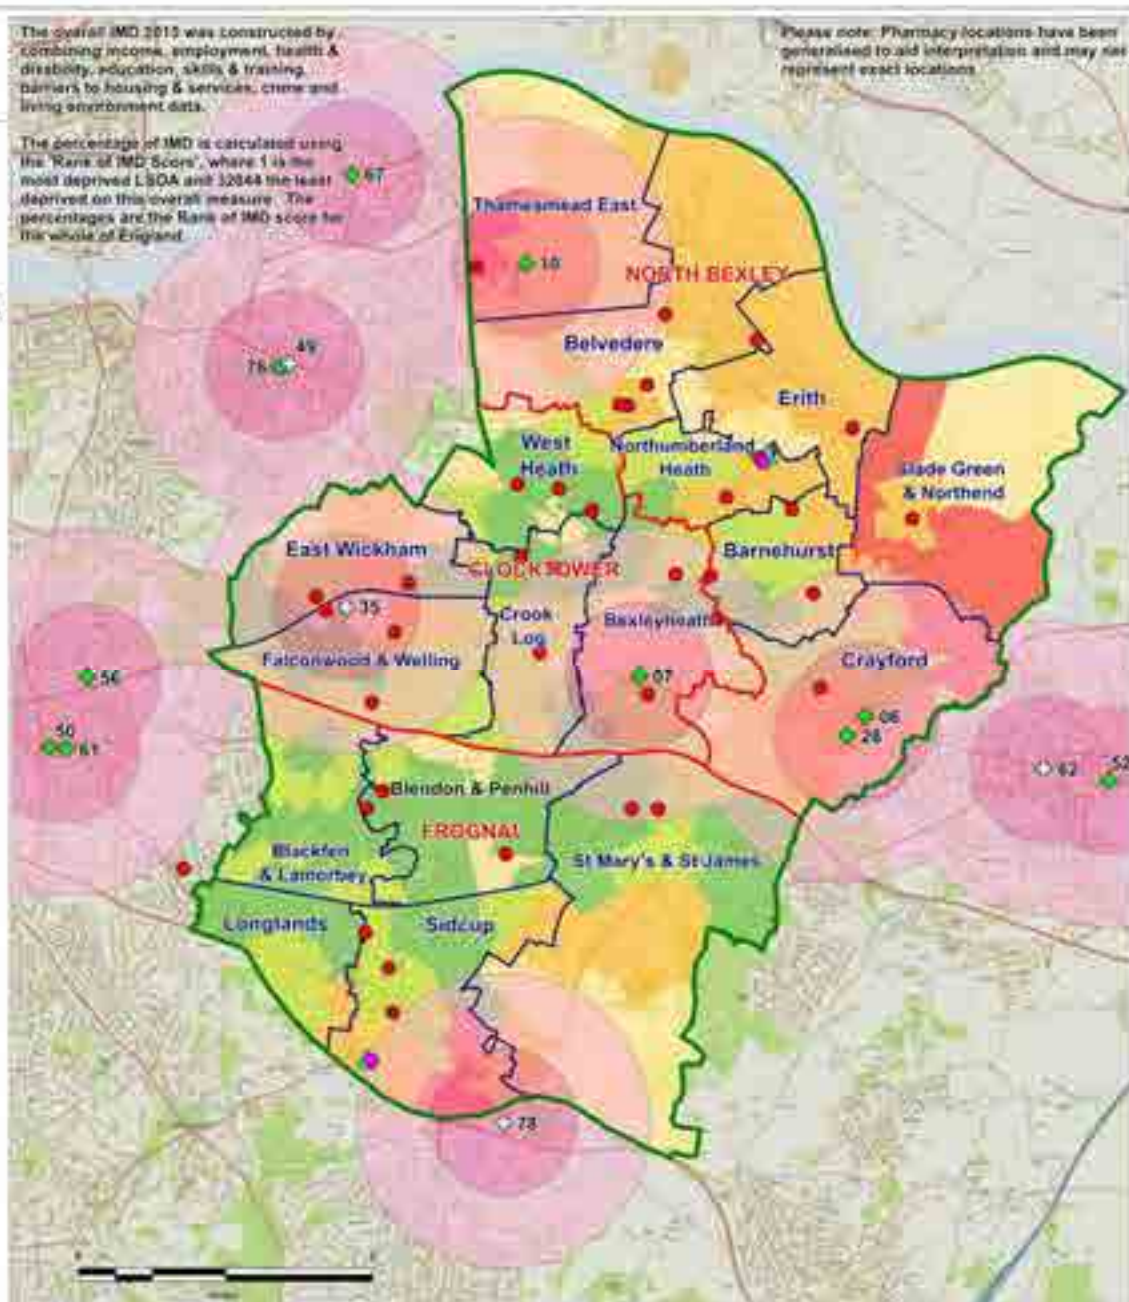 The overall IMD 2015 was constructed by
combining income, employment, health &
disability, education, skills & training,
barriers to housing & services, crime and
living environment data.
The percentage of IMD is calculated using
the 'Rank of IMD Score', where 1 is the
most deprived LSOA and 32844 the least
deprived on this overall measure. The
percentages are the Rank of IMD score for
the whole of England.
Please note: Pharmacy locations have been
generalised to aid interpretation and may not
represent exact locations
67
Thamesmead East
10
NORTH BEXLEY
49
Belvedere
Erith
West
Heath
Northumberland
Heath
Slade Green
& Northend
East Wickham
CLOCKTOWER
Barnehurst
35
Crook
Log
Bexleyheath
Falconwood & Welling
Crayford
56
07
06
26
50
61
62
52
Blendon & Penhill
FROGNAL
Blackfen
& Lamorbey
St Mary's & St James
Longlands
Sidcup
78